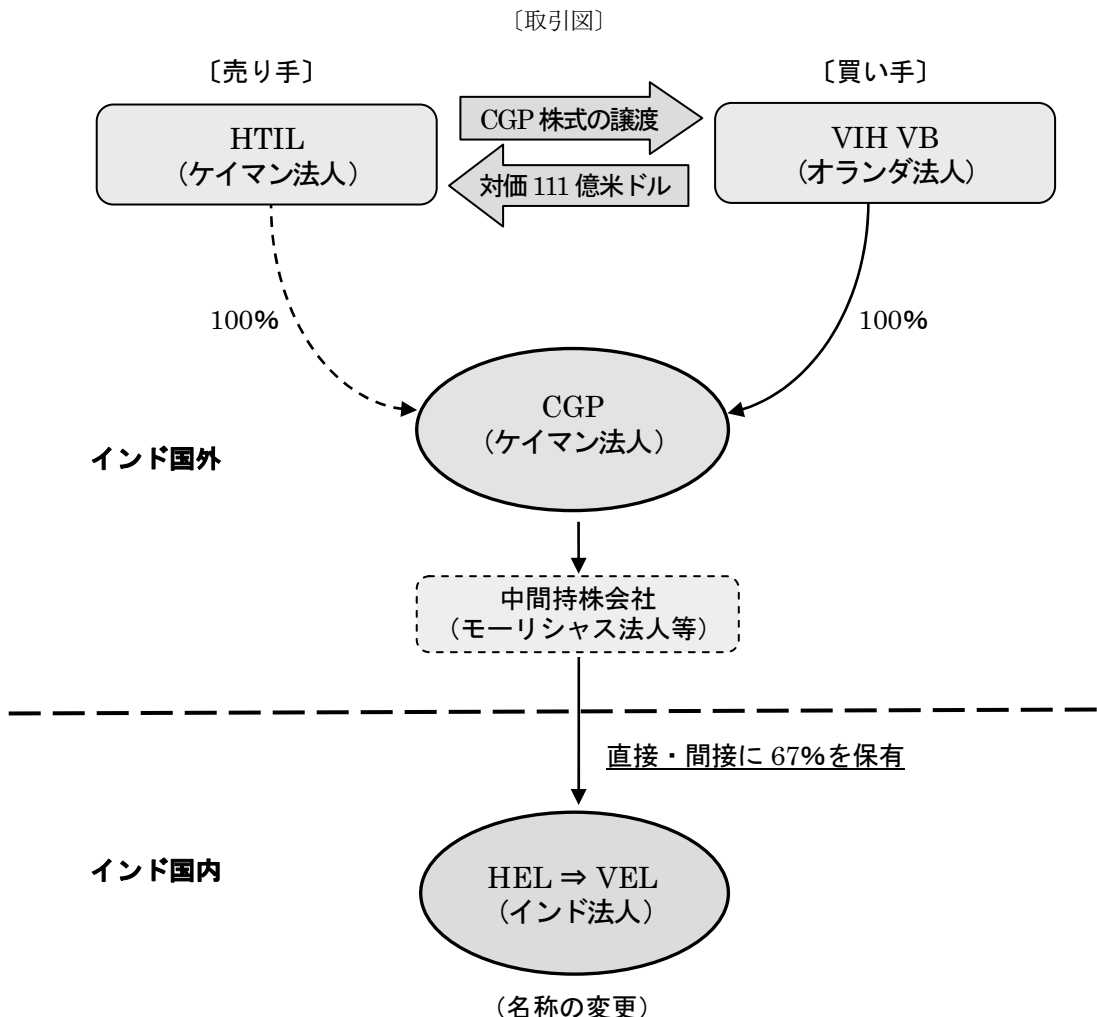 〔取引図〕
〔売り手〕
〔買い手〕
HTIL
(ケイマン法人)
CGP 株式の譲渡
対価 111 億米ドル
VIH VB
(オランダ法人)
100%
100%
CGP
(ケイマン法人)
インド国外
中間持株会社
(モーリシャス法人等)
直接・間接に 67%を保有
インド国内
HEL ⇒ VEL
(インド法人)
(名称の変更)